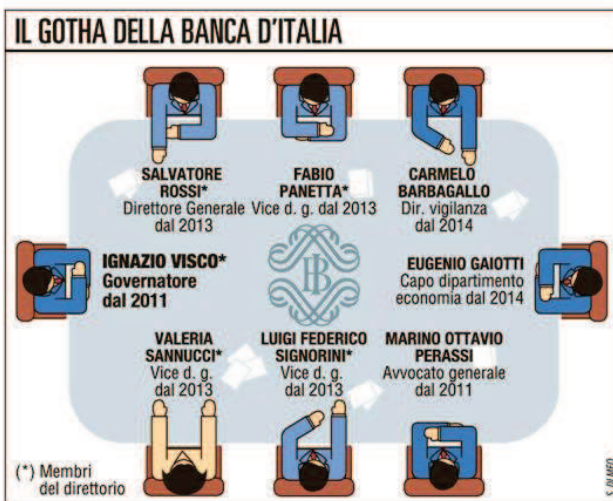 IL GOTHA DELLA BANCA D'ITALIA
SALVATORE
ROSSI*
Direttore Generale
dal 2013
FABIO
PANETTA*
Vice d. g. dal 2013
CARMELO
BARBAGALLO
Dir. vigilanza
dal 2014
IGNAZIO VISCO*
Governatore
dal 2011
EUGENIO GAIOTTI
Capo dipartimento
economia dal 2014
VALERIA
SANNUCCI*
Vice d. g.
dal 2013
LUIGI FEDERICO
SIGNORINI*
Vice d. g.
dal 2013
MARINO OTTAVIO
PERASSI
Avvocato generale
dal 2011
(*) Membri
del direttorio